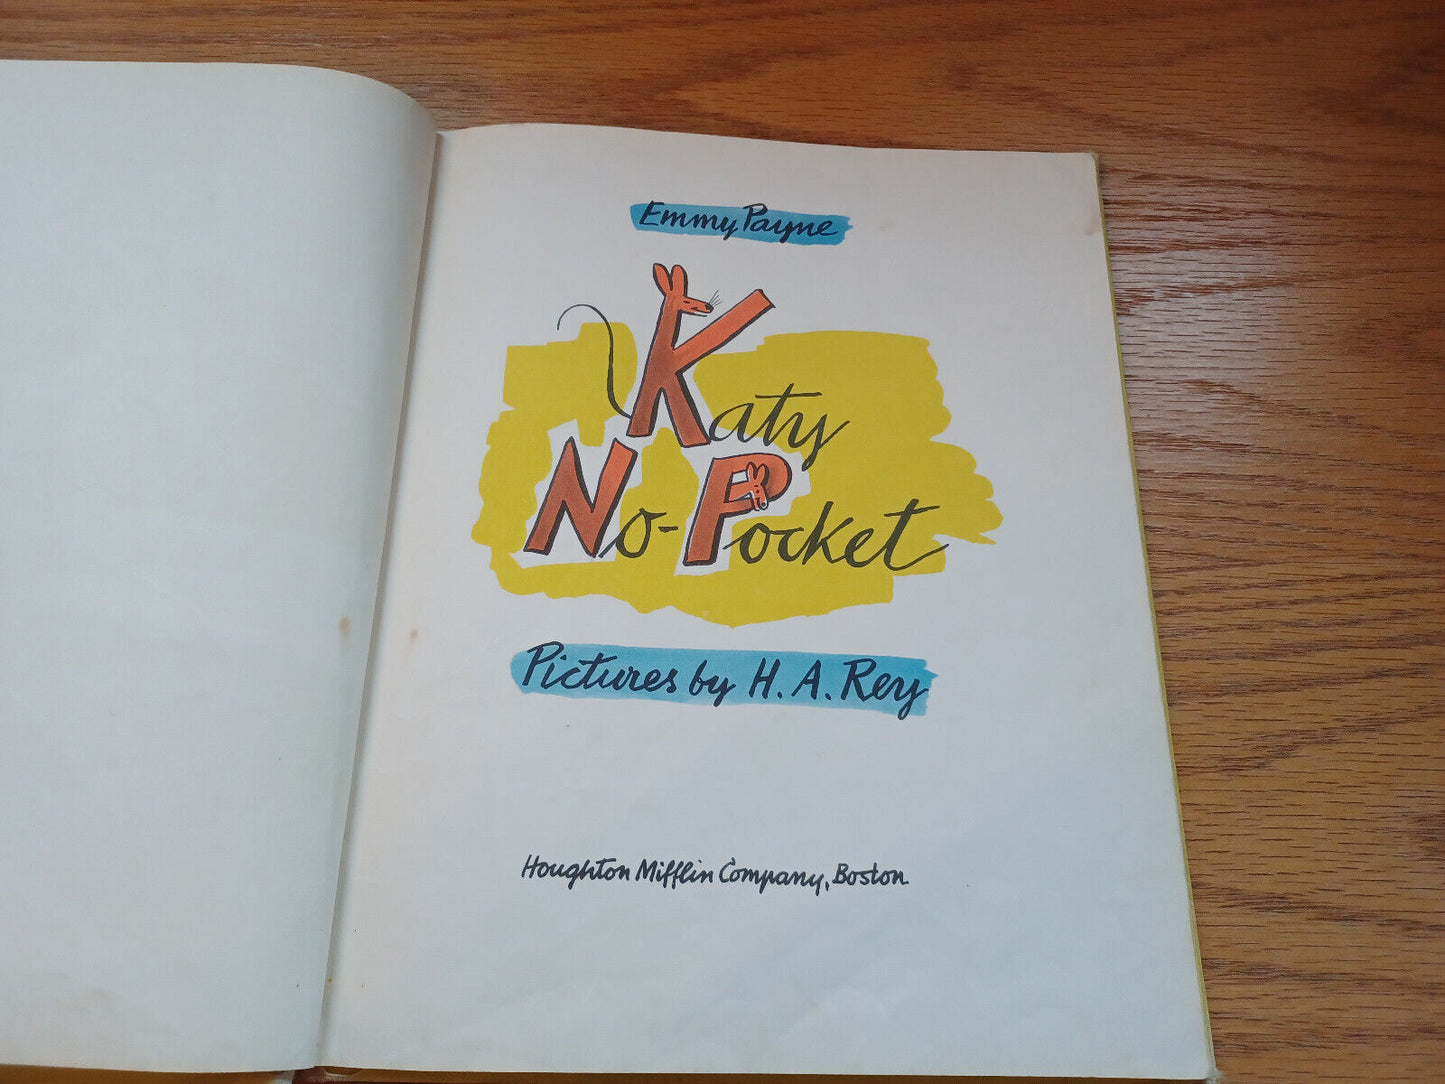 Emmy Payne
Katy
No-Pocket
Pictures by H. A. Rey
Houghton Mifflin Company, Boston